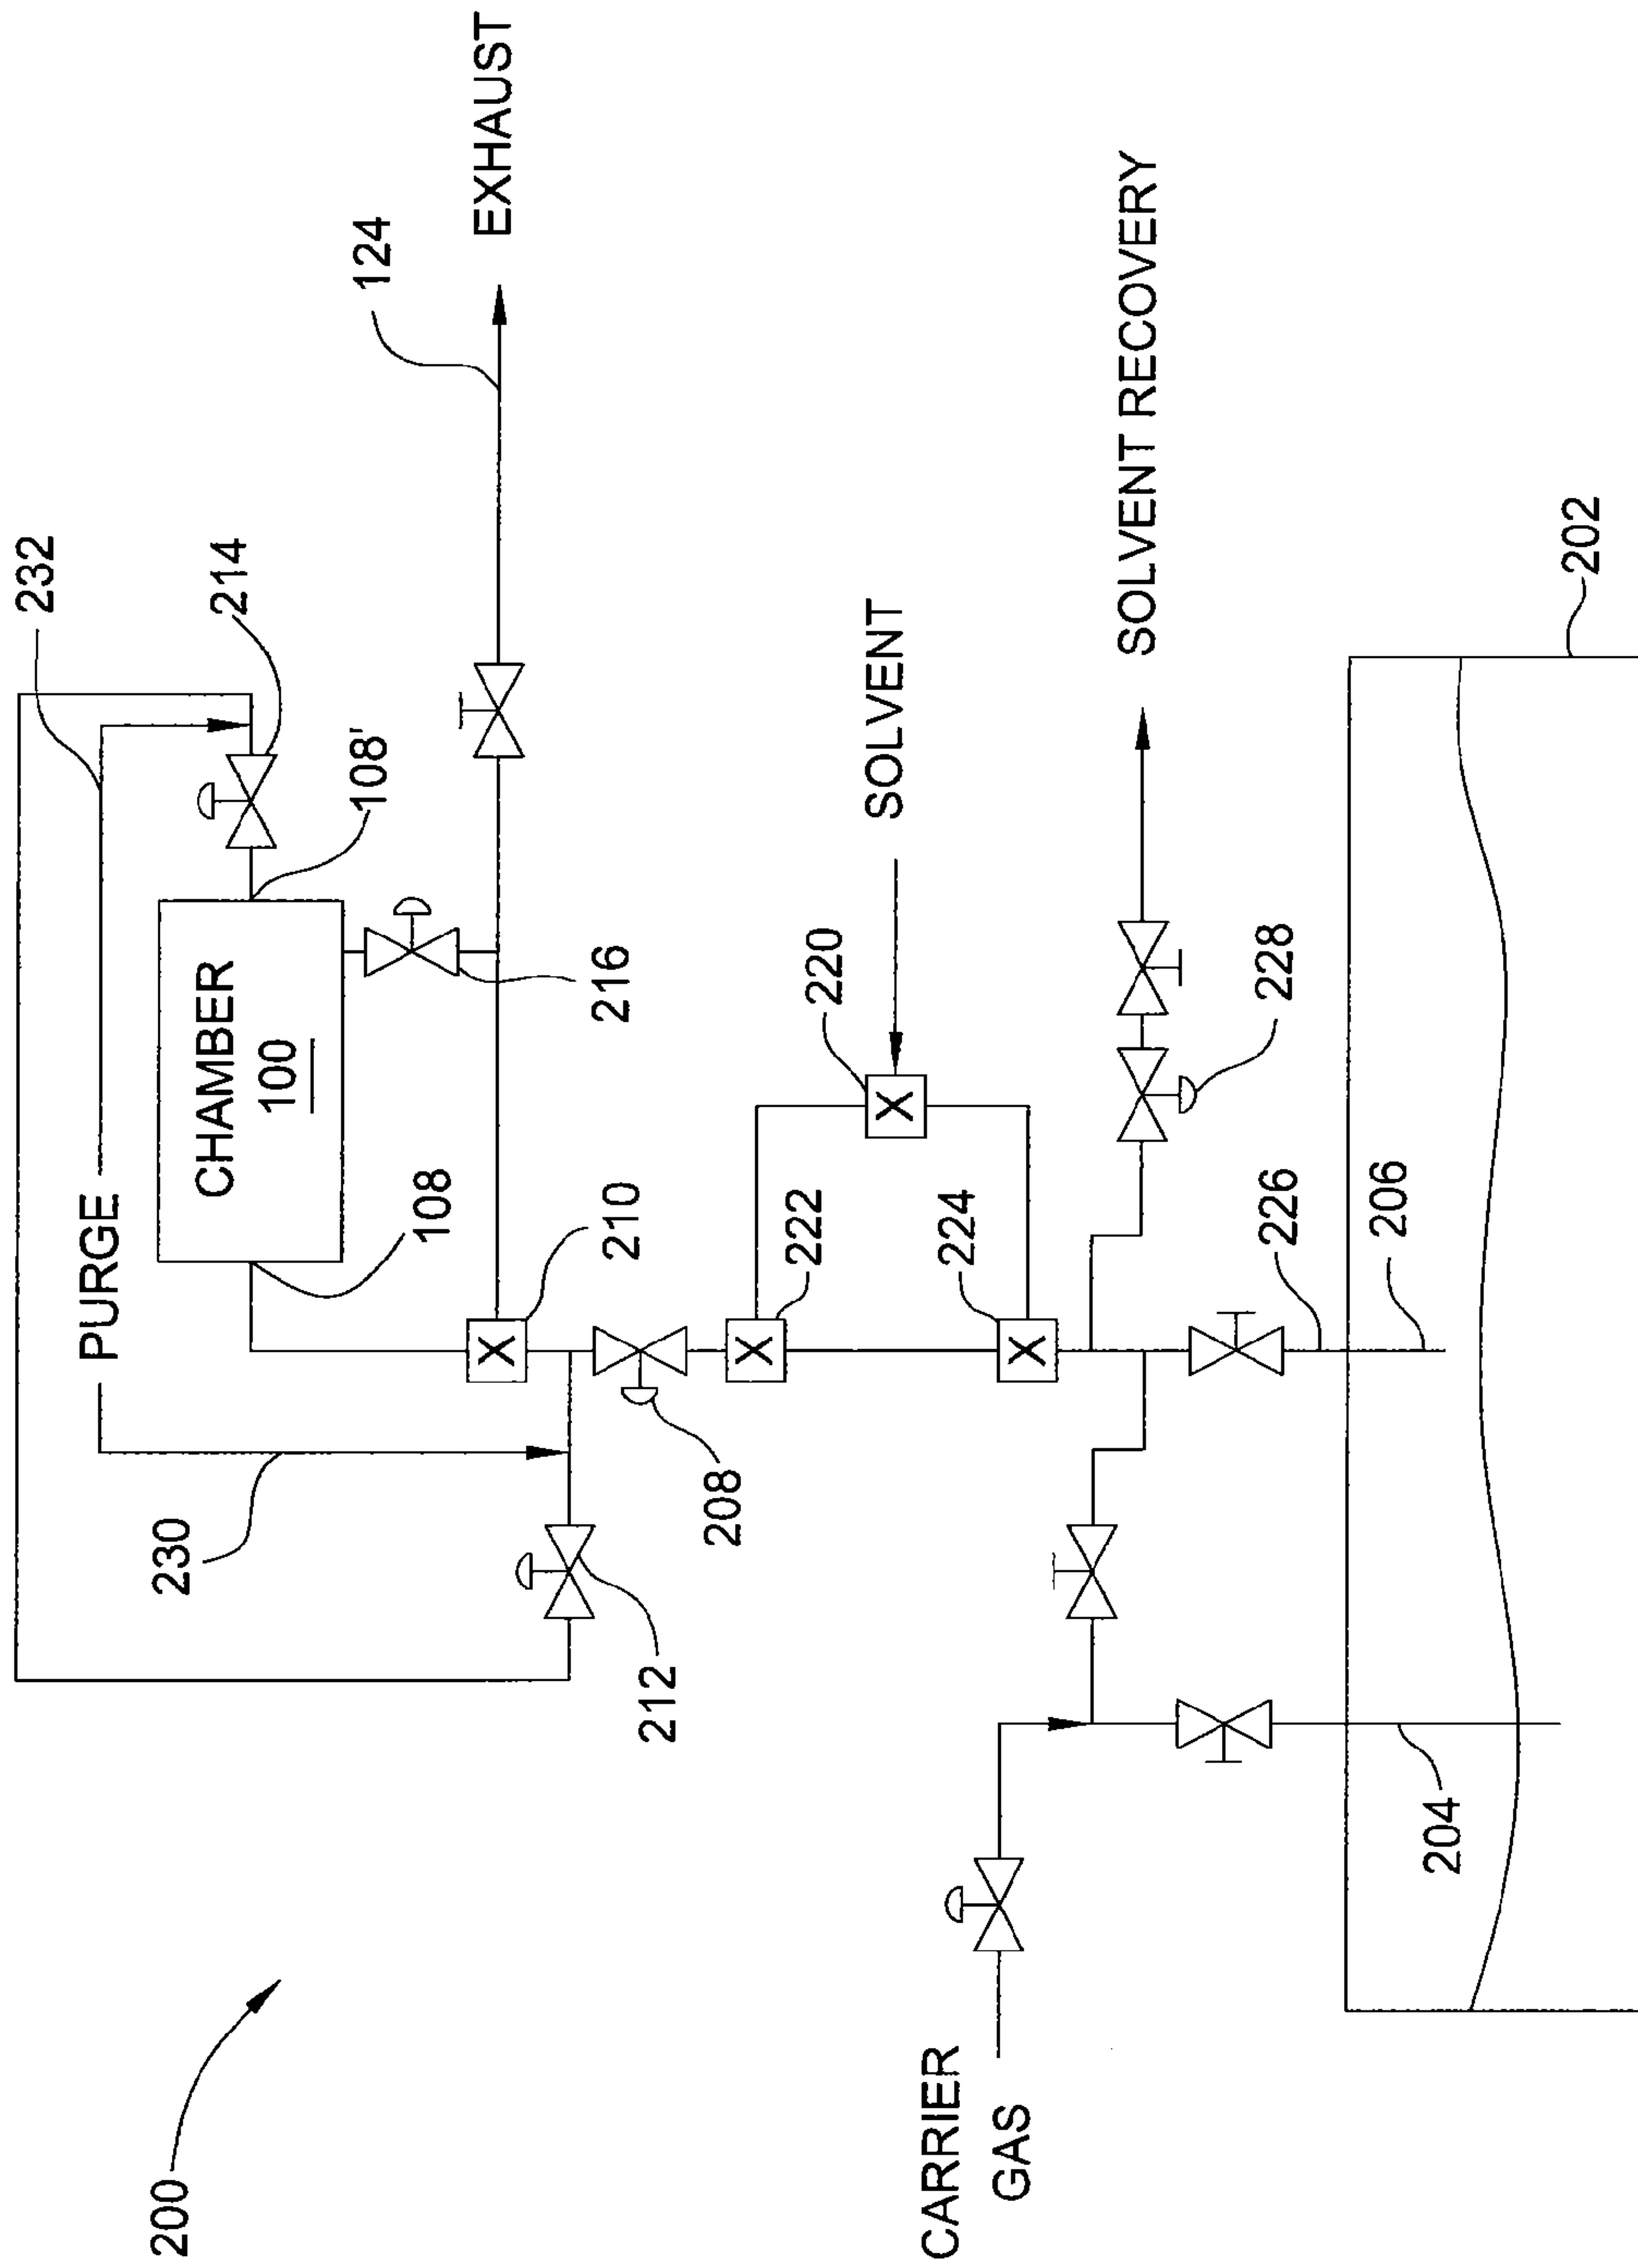 200
232
PURGE
CHAMBER
100
214
108'
108
230
124
EXHAUST
216
210
212
208
220
SOLVENT
222
224
CARRIER
GAS
SOLVENT RECOVERY
228
226
206
204
202